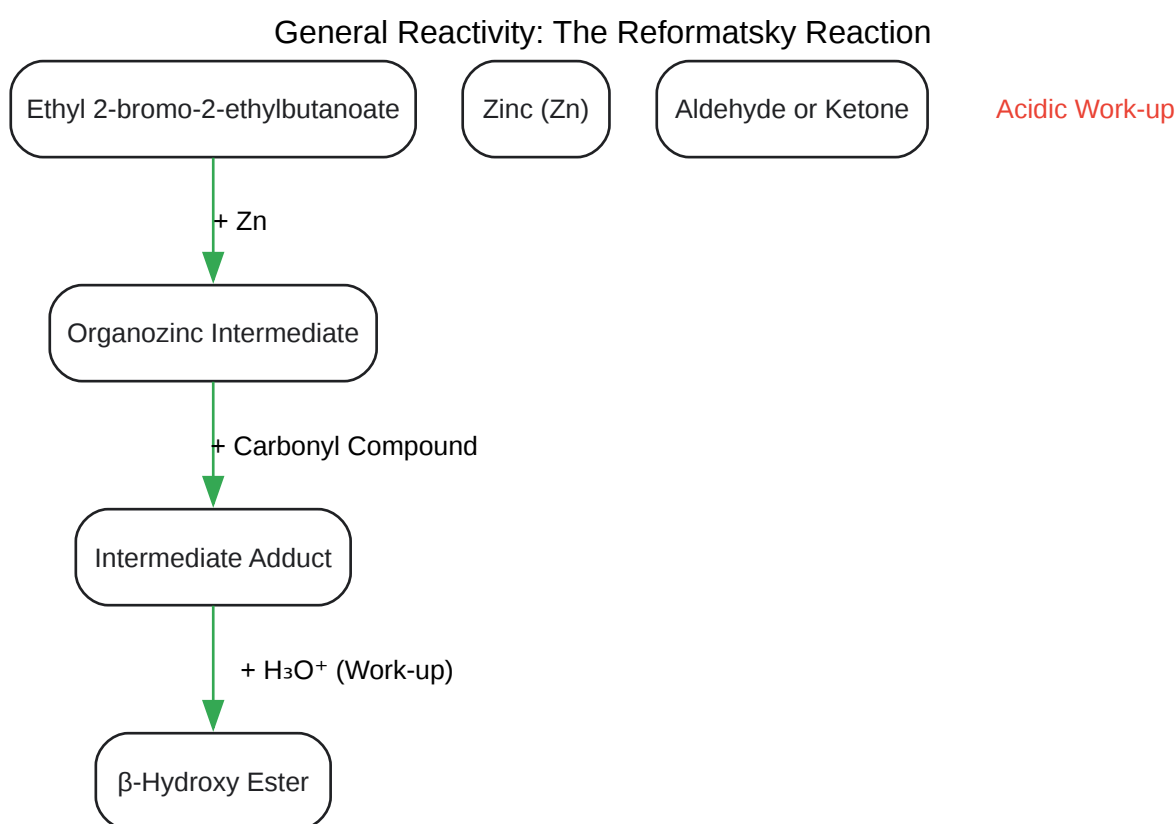 General Reactivity: The Reformatsky Reaction
Ethyl 2-bromo-2-ethylbutanoate
Zinc (Zn)
Aldehyde or Ketone
Acidic Work-up
+ Zn
Organozinc Intermediate
+ Carbonyl Compound
Intermediate Adduct
+ H₃O⁺ (Work-up)
β-Hydroxy Ester